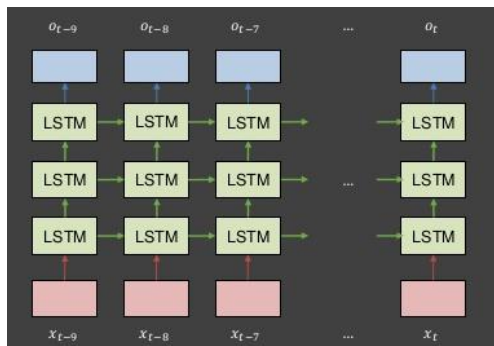 o_{t-9} o_{t-8} o_{t-7} ... o_t
LSTM LSTM LSTM LSTM
LSTM LSTM LSTM ... LSTM
LSTM LSTM LSTM LSTM
x_{t-9} x_{t-8} x_{t-7} ... x_t